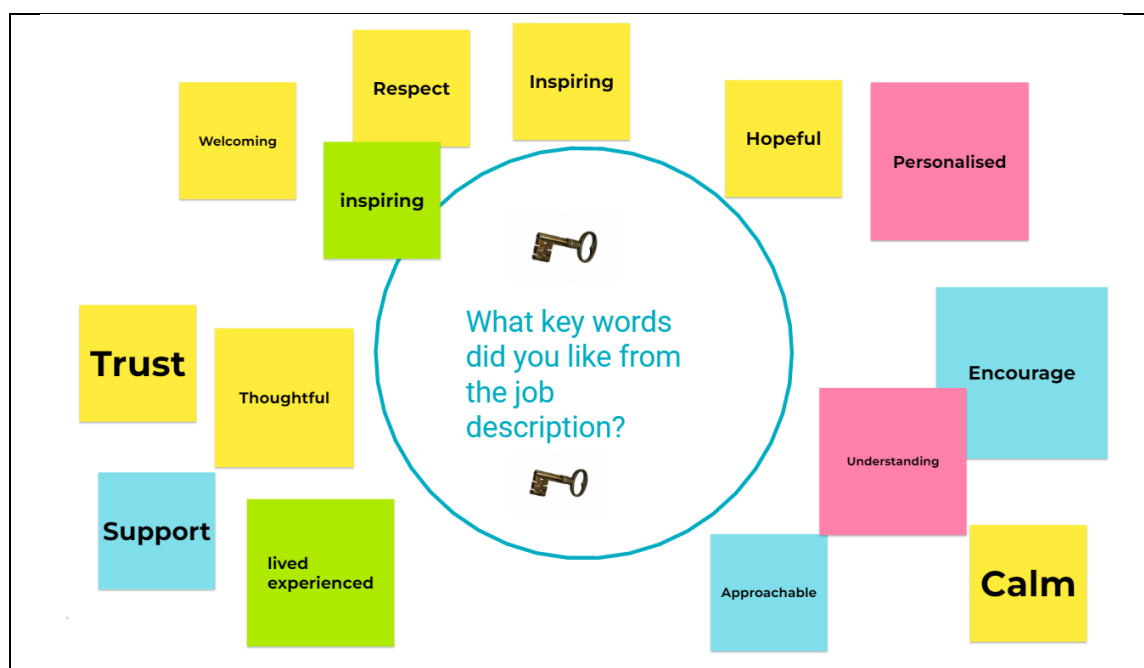 Respect
Inspiring
Welcoming
Hopeful
Personalised
inspiring
What key words
did you like from
the job
description?
Trust
Thoughtful
Encourage
Understanding
Support
lived
experienced
Approachable
Calm